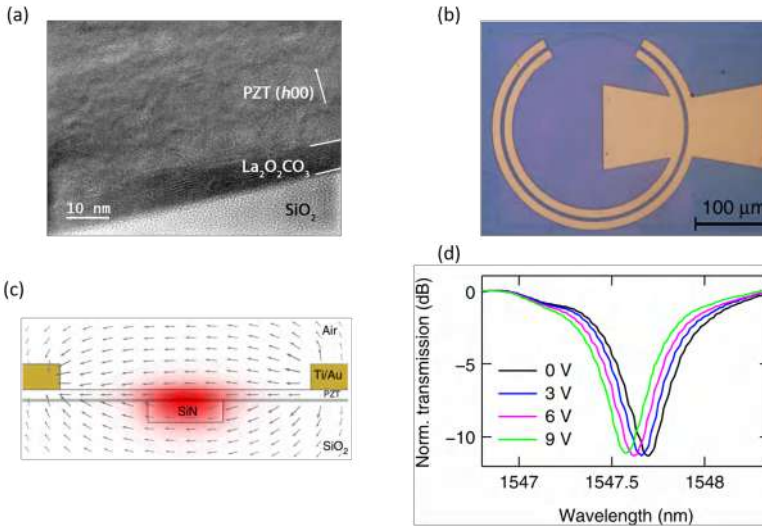 (a)
PZT (h00)
La₂O₂CO₃
10 nm
SiO₂
(b)
100 μm
(c)
Air
Ti/Au
PZT
SiN
SiO₂
(d)
Norm. transmission (dB)
0
−5
−10
0 V
3 V
6 V
9 V
1547
1547.5
1548
Wavelength (nm)